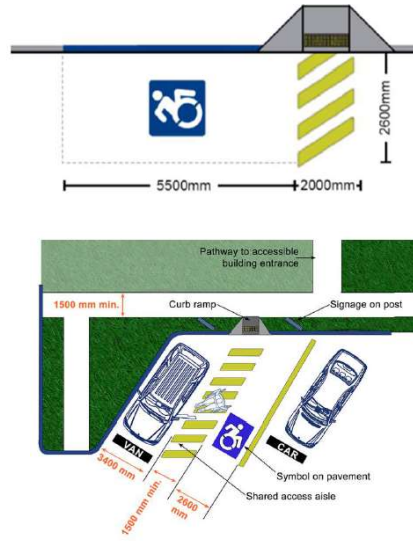 2600mm
5500mm
2000mm
Pathway to accessible
building entrance
1500 mm min.
Curb ramp
Signage on post
VAN
CAR
3400 mm
Symbol on pavement
1500 mm min.
2600
mm
Shared access aisle